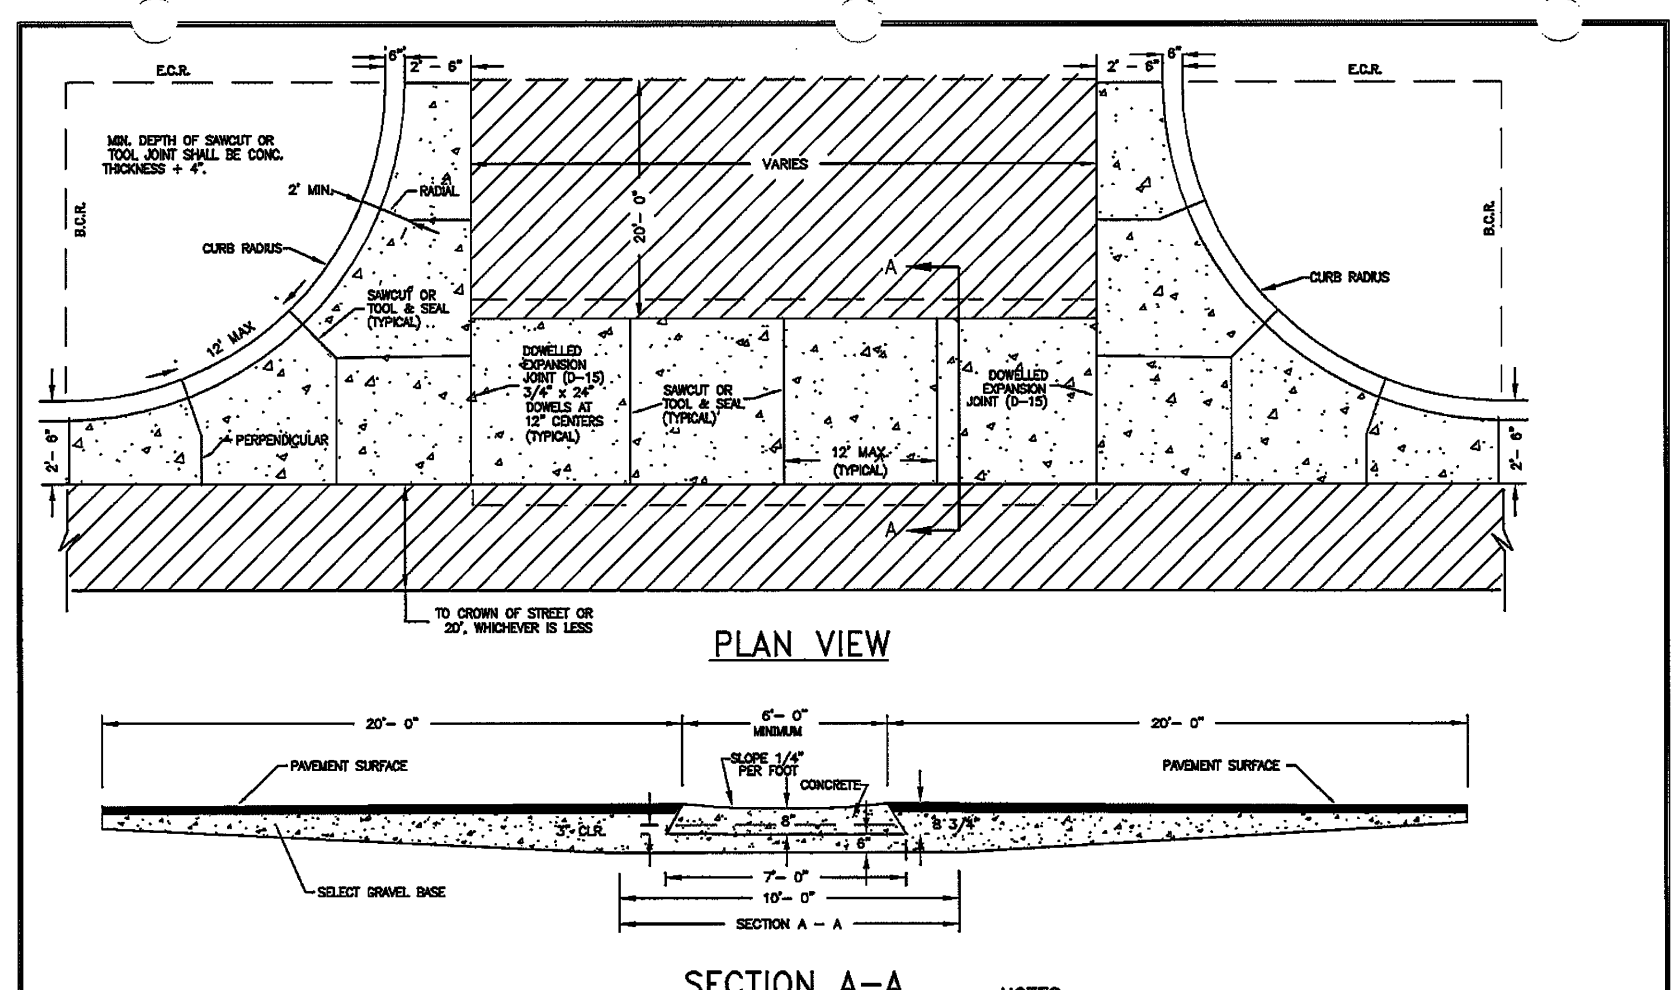 6"
2' - 6"
2' - 6"
6"
E.C.R.
E.C.R.
MIN. DEPTH OF SAWCUT OR
TOOL JOINT SHALL BE CONC.
THICKNESS ÷ 4".
VARIES
2' MIN.
RADIAL
20'- 0"
B.C.R.
B.C.R.
CURB RADIUS
A
CURB RADIUS
SAWCUT OR
TOOL & SEAL
(TYPICAL)
12' MAX
DOWELLED
EXPANSION
JOINT (D-15)
3/4" x 24"
DOWELS AT
12" CENTERS
(TYPICAL)
SAWCUT OR
TOOL & SEAL
(TYPICAL)
DOWELLED
EXPANSION
JOINT (D-15)
PERPENDICULAR
12' MAX.
(TYPICAL)
2'- 6"
2'- 6"
A
TO CROWN OF STREET OR
20', WHICHEVER IS LESS
PLAN VIEW
20'- 0"
6'- 0"
MINIMUM
20'- 0"
PAVEMENT SURFACE
SLOPE 1/4"
PER FOOT
CONCRETE
PAVEMENT SURFACE
3" CLR.
8"
8 3/4"
6"
SELECT GRAVEL BASE
7'- 0"
10'- 0"
SECTION A - A
SECTION A-A
NOTES